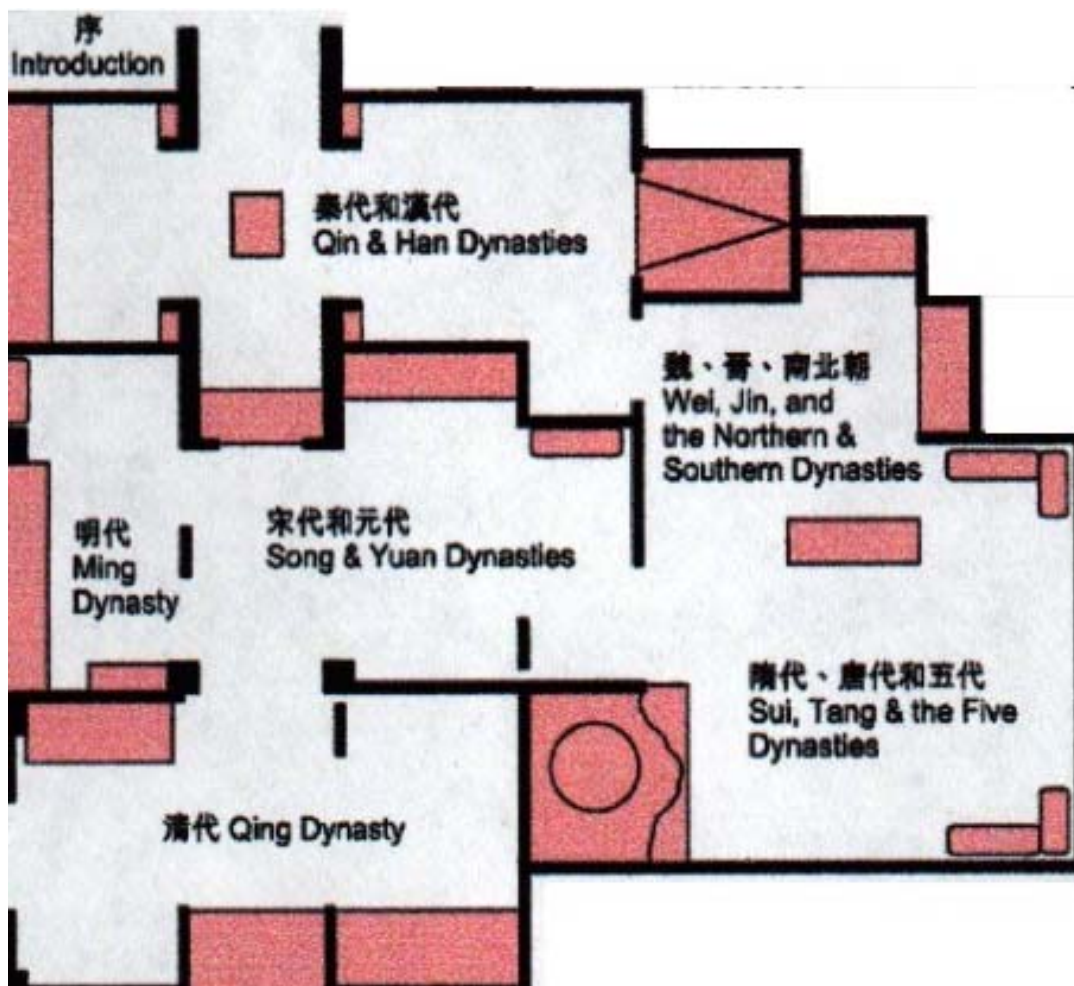 序
Introduction
秦代和漢代
Qin & Han Dynasties
魏、晉、南北朝
Wei, Jin, and
the Northern &
Southern Dynasties
宋代和元代
Song & Yuan Dynasties
明代
Ming
Dynasty
隋代、唐代和五代
Sui, Tang & the Five
Dynasties
清代 Qing Dynasty